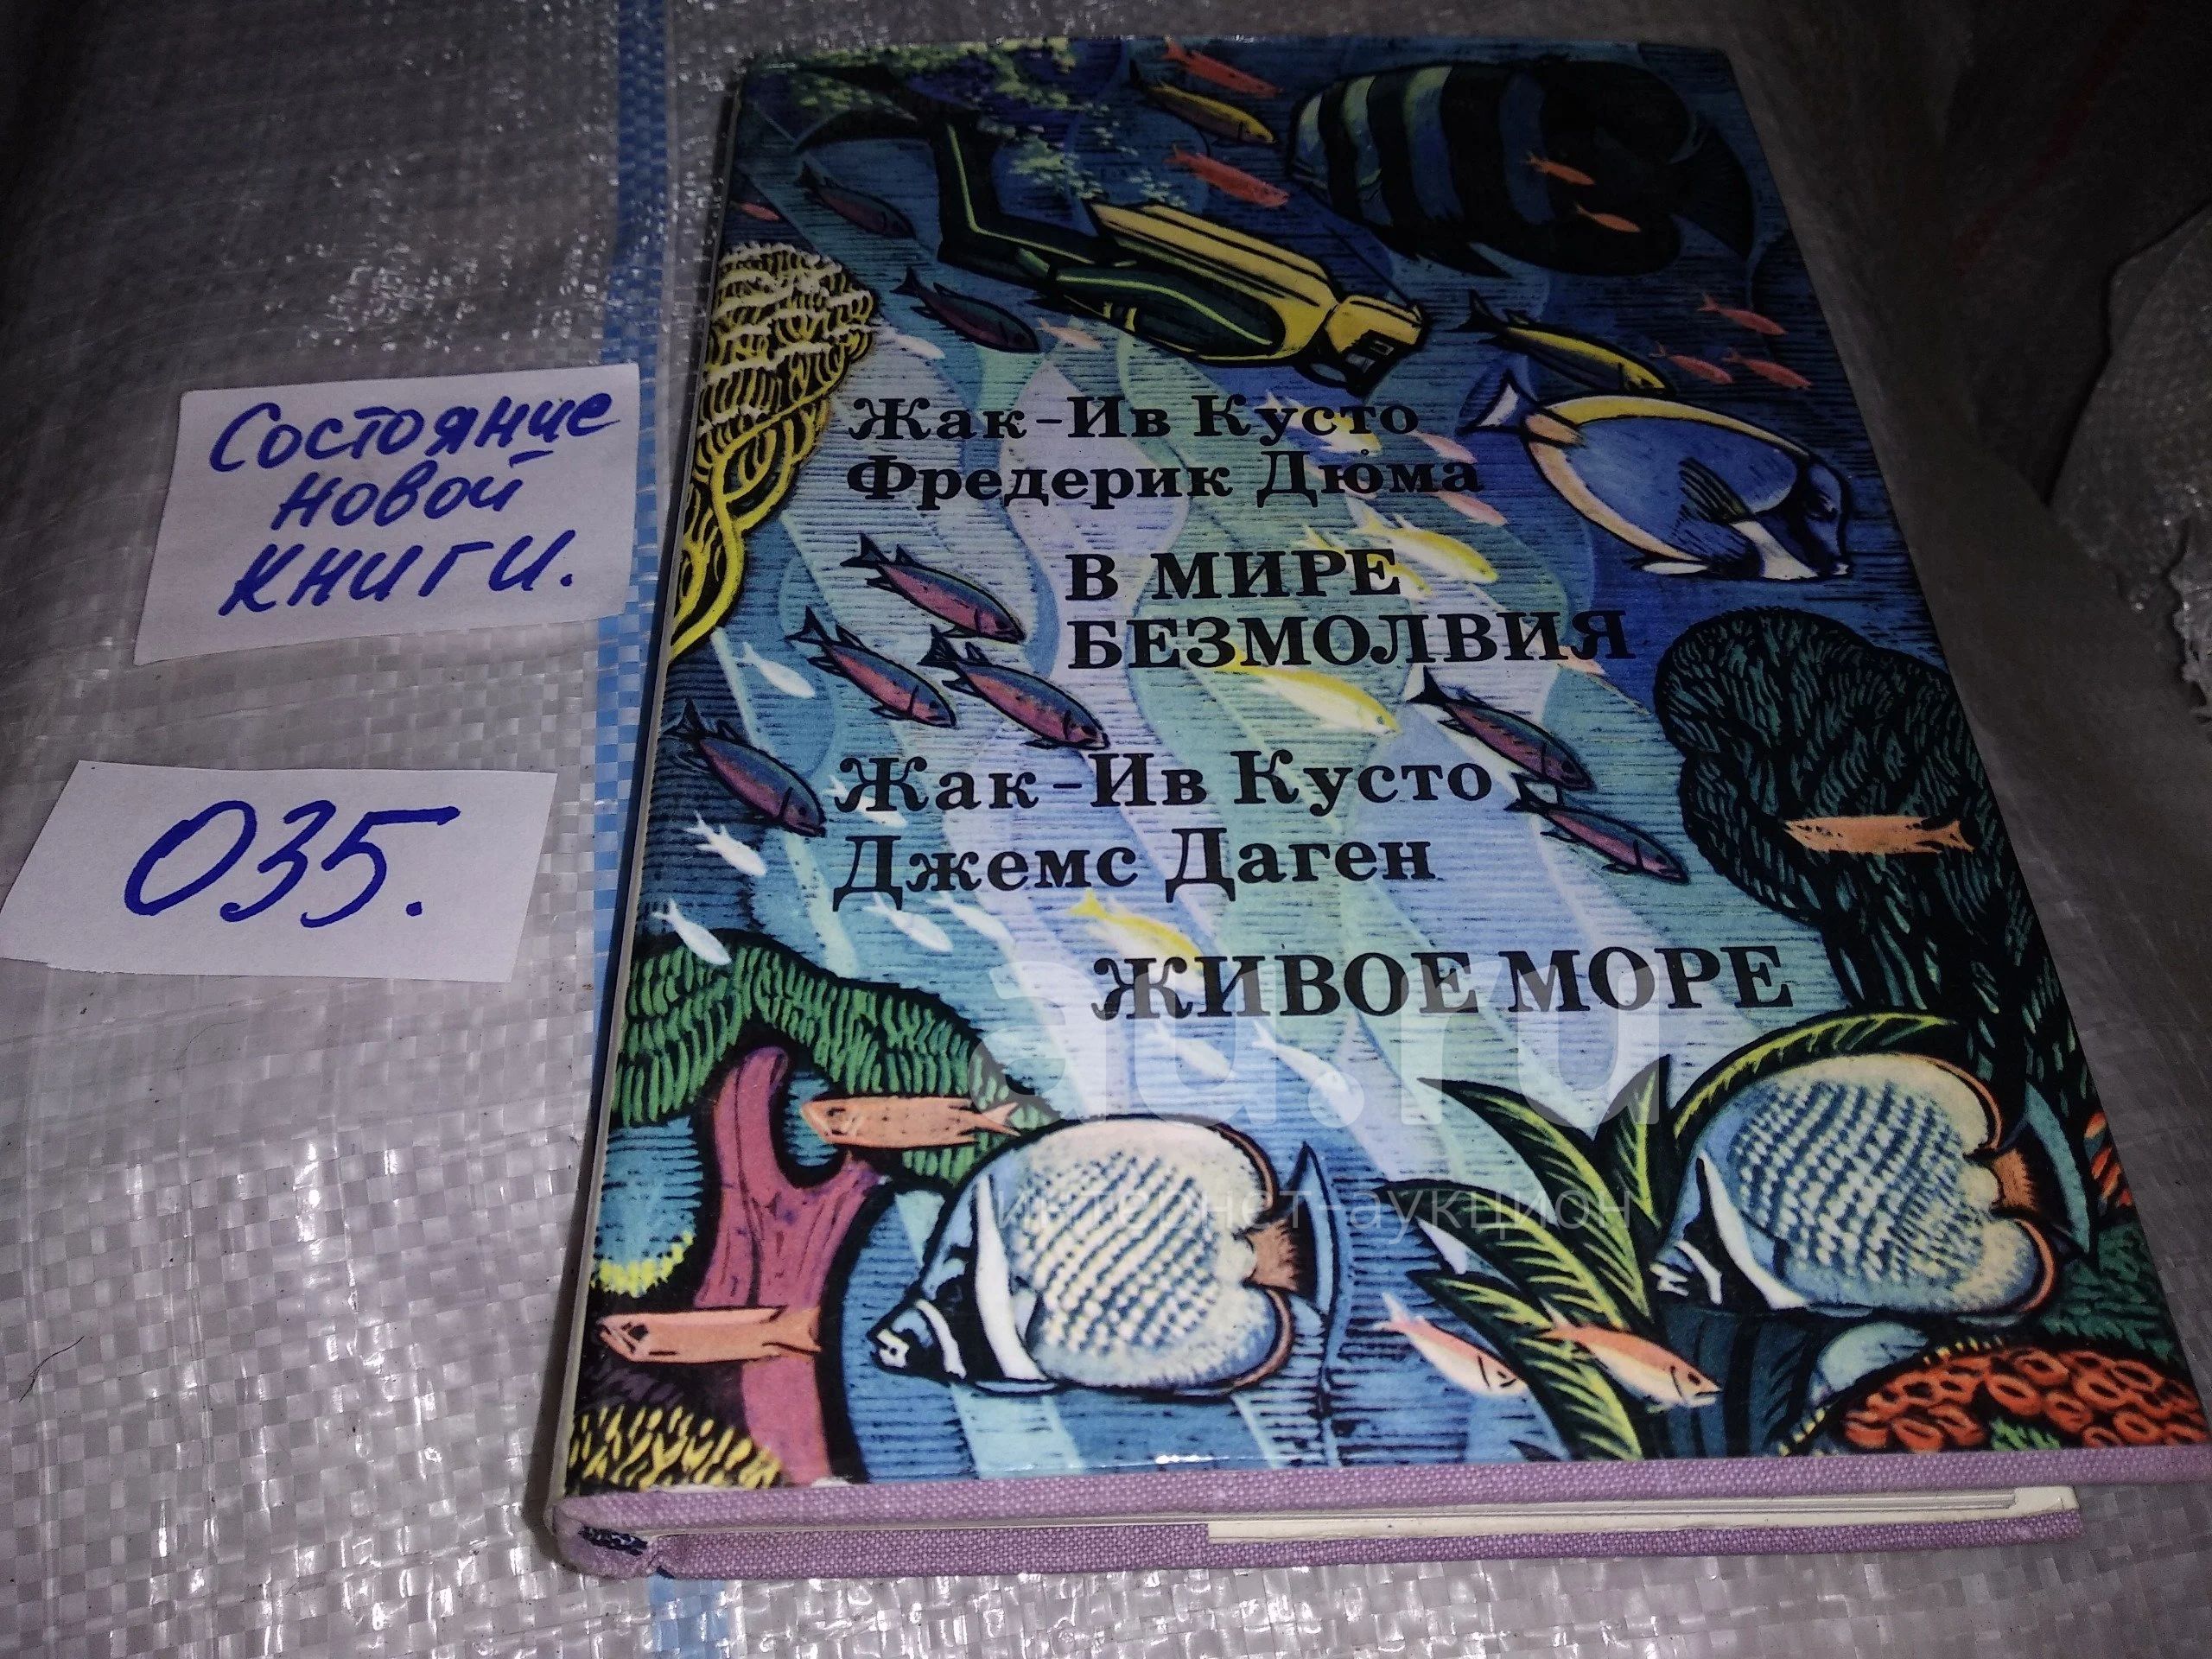 Состояние
новой
книги.
035.
Жак-Ив Кусто
Фредерик Дюма
В МИРЕ
БЕЗМОЛВИЯ
Жак-Ив Кусто
Джемс Даген
ЖИВОЕ МОРЕ
au.ru
интернет-аукцион